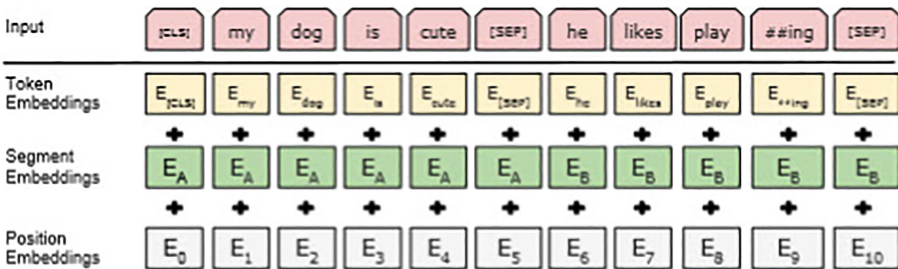 Input [CLS] my dog is cute [SEP] he likes play ##ing [SEP]
Token Embeddings E[CLS] Emy Edog Eis Ecute E[SEP] Ehe Elikes Eplay E##ing E[SEP]
+ + + + + + + + + + +
Segment Embeddings EA EA EA EA EA EA EB EB EB EB EB
+ + + + + + + + + + +
Position Embeddings E0 E1 E2 E3 E4 E5 E6 E7 E8 E9 E10